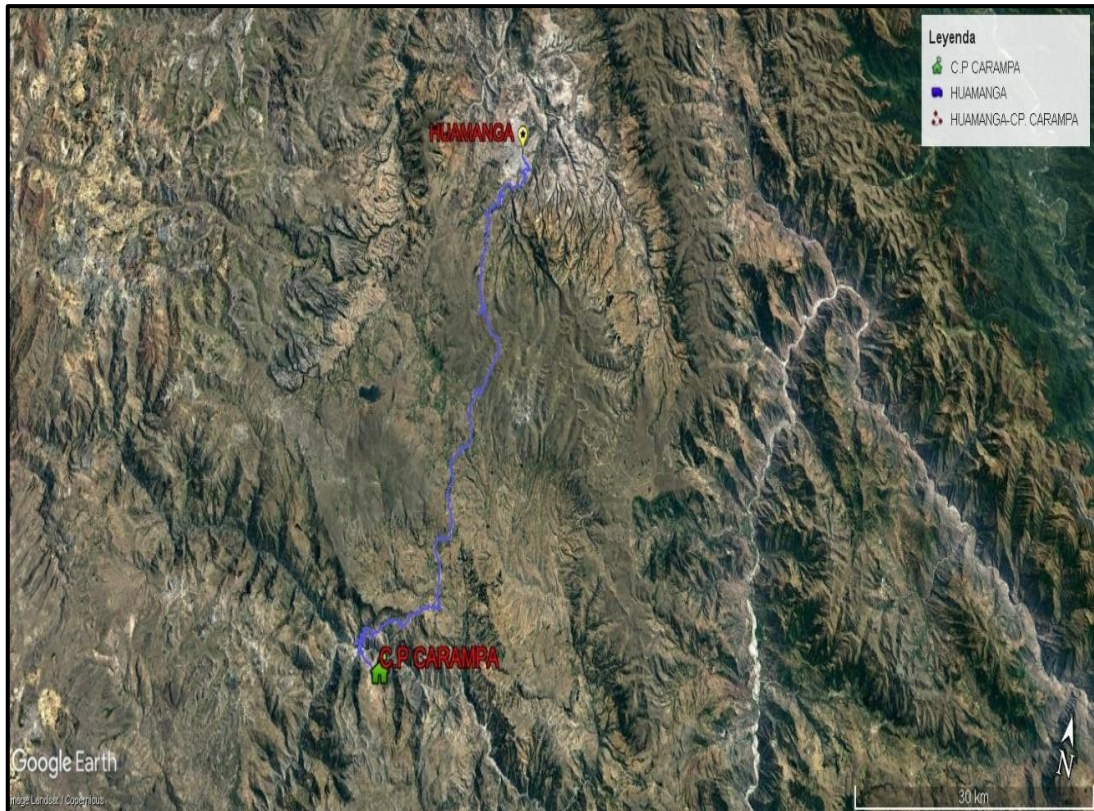 Leyenda
C.P CARAMPA
HUAMANGA
HUAMANGA-CP. CARAMPA
HUAMANGA
C.P CARAMPA
Google Earth
Image Landsat / Copernicus
N
30 km